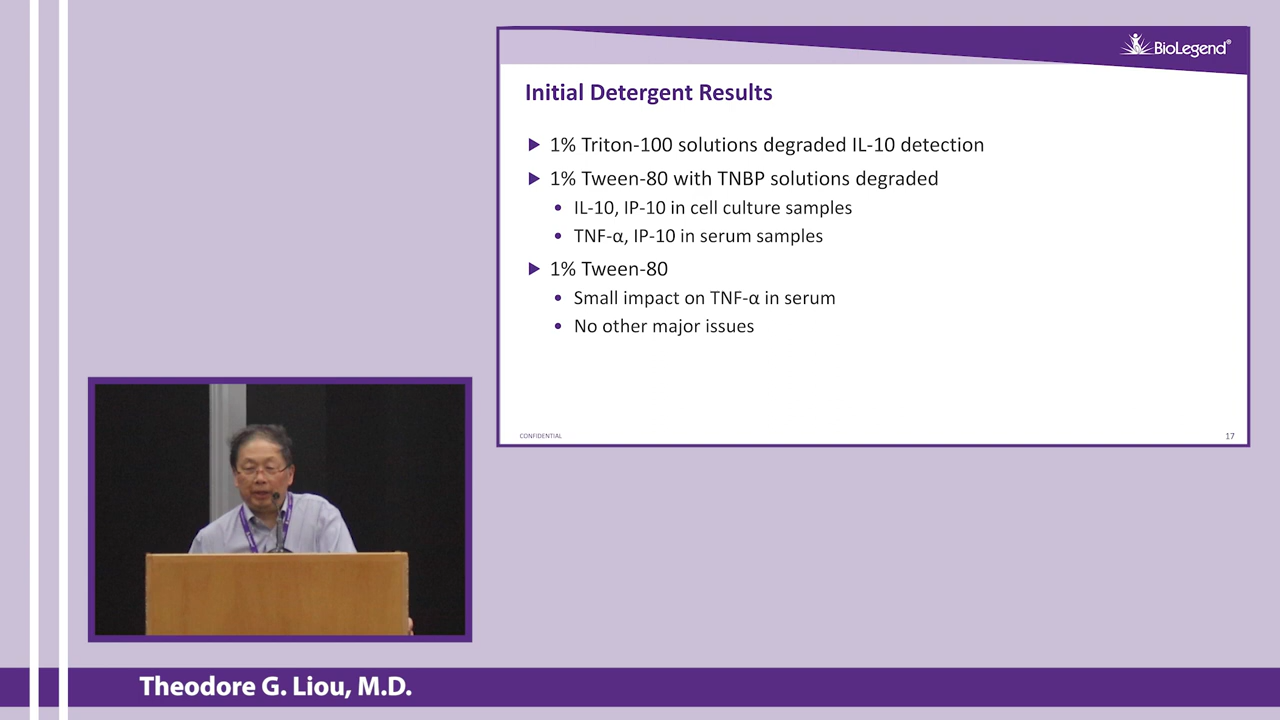 BioLegend®
Initial Detergent Results
1% Triton-100 solutions degraded IL-10 detection
1% Tween-80 with TNBP solutions degraded
IL-10, IP-10 in cell culture samples
TNF-α, IP-10 in serum samples
1% Tween-80
Small impact on TNF-α in serum
No other major issues
CONFIDENTIAL
17
Theodore G. Liou, M.D.